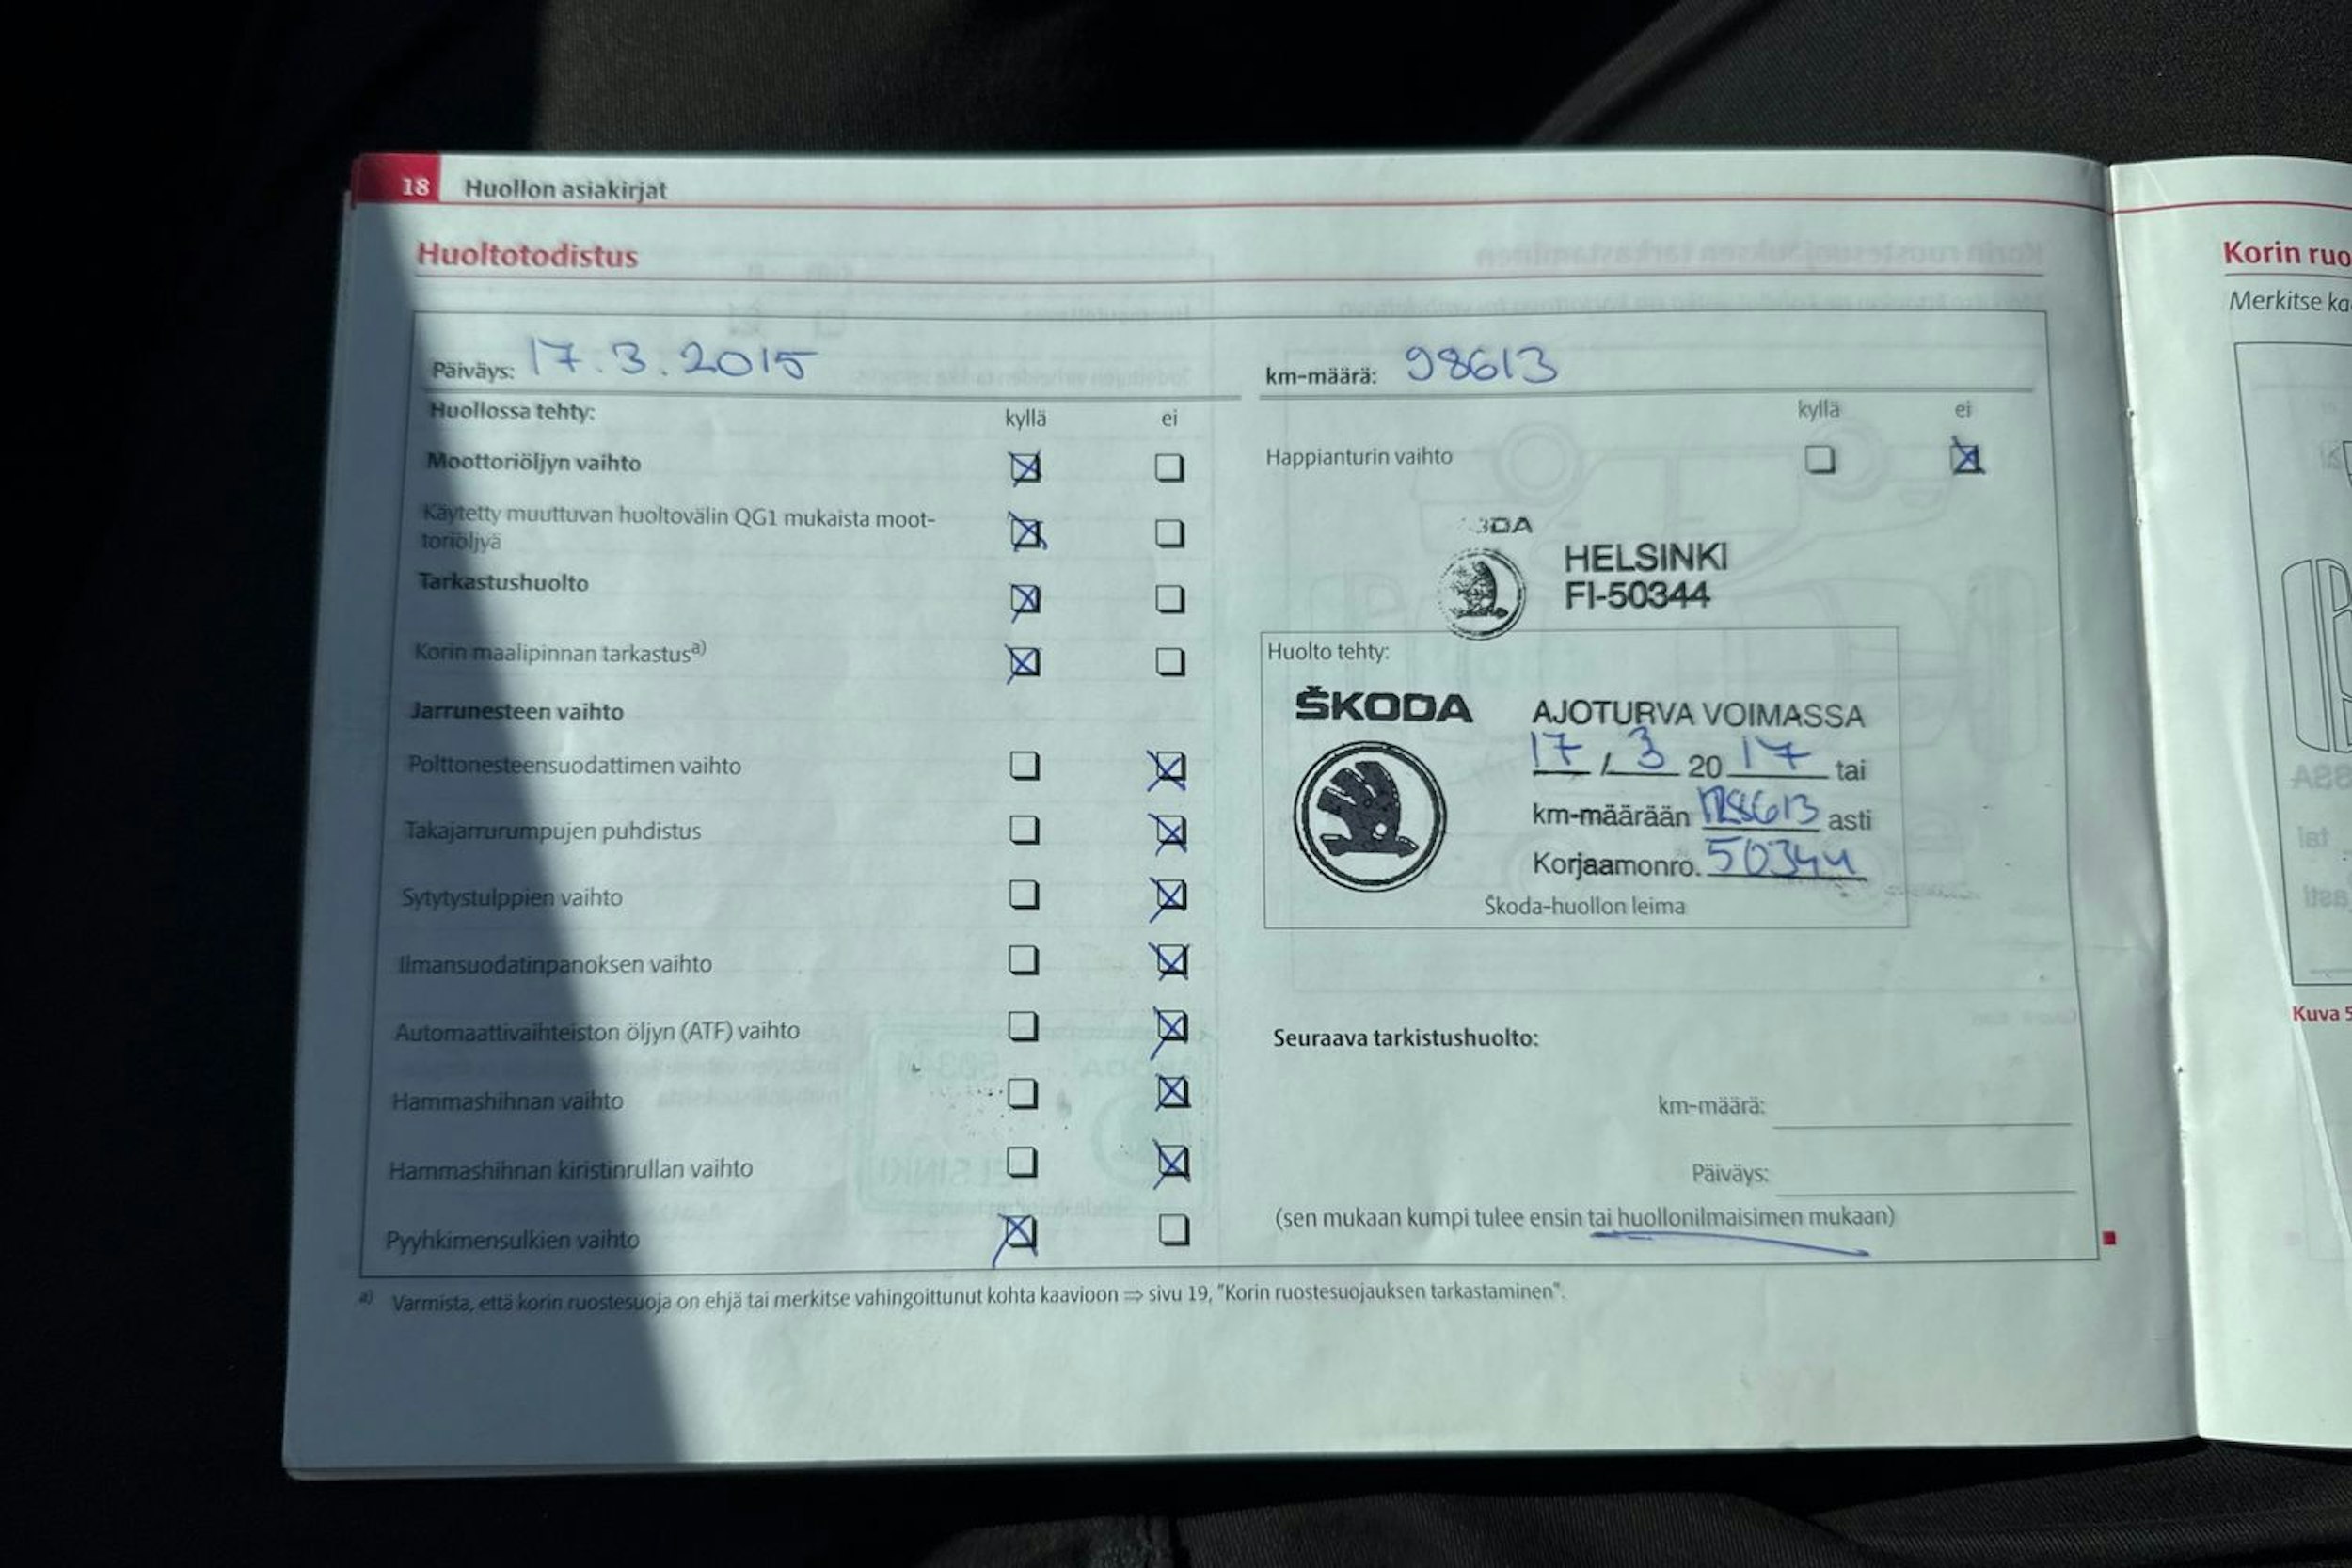 18 Huollon asiakirjat
Huoltotodistus
Päiväys: 17.3.2015
Huollossa tehty: kyllä ei
Moottoriöljyn vaihto
Käytetty muuttuvan huoltovälin QG1 mukaista moot-
toriöljyä
Tarkastushuolto
Korin maalipinnan tarkastusa)
Jarrunesteen vaihto
Polttonesteensuodattimen vaihto
Takajarrurumpujen puhdistus
Sytytystulppien vaihto
Ilmansuodatinpanoksen vaihto
Automaattivaihteiston öljyn (ATF) vaihto
Hammashihnan vaihto
Hammashihnan kiristinrullan vaihto
Pyyhkimensulkien vaihto
km-määrä: 98613
kyllä ei
Happianturin vaihto
HELSINKI
FI-50344
Huolto tehty:
ŠKODA
AJOTURVA VOIMASSA
17 / 3 20 17 tai
km-määrään 128613 asti
Korjaamonro. 50344
Škoda-huollon leima
Seuraava tarkistushuolto:
km-määrä:
Päiväys:
(sen mukaan kumpi tulee ensin tai huollonilmaisimen mukaan)
a) Varmista, että korin ruostesuoja on ehjä tai merkitse vahingoittunut kohta kaavioon ⇒ sivu 19, "Korin ruostesuojauksen tarkastaminen".
Korin ruo
Merkitse ka
Kuva 5